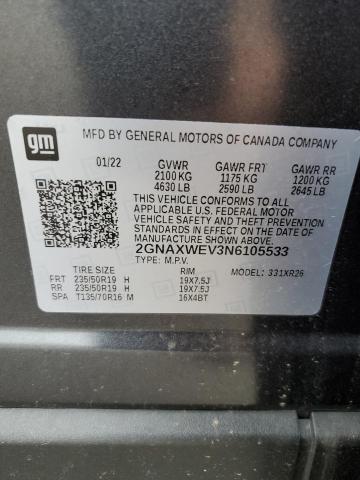 gm
MFD BY GENERAL MOTORS OF CANADA COMPANY
01/22 GVWR GAWR FRT GAWR RR
2100 KG 1175 KG 1200 KG
4630 LB 2590 LB 2645 LB
THIS VEHICLE CONFORMS TO ALL
APPLICABLE U.S. FEDERAL MOTOR
VEHICLE SAFETY AND THEFT PREVENTION
STANDARDS IN EFFECT ON THE DATE OF
MANUFACTURE SHOWN ABOVE.
2GNAXWEV3N6105533
TYPE: M.P.V. MODEL: 331XR26
TIRE SIZE RIM
FRT 235/50R19 H 19X7.5J
RR 235/50R19 H 19X7.5J
SPA T135/70R16 M 16X4BT